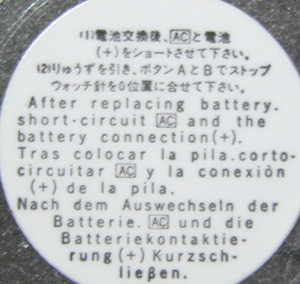 (1)電池交換後、AC と電池
(+)をショートさせて下さい。
(2)りゅうずを引き、ボタンAとBでストップ
ウォッチ針を0位置に合せて下さい。
After replacing battery.
short-circuit AC and the
battery connection(+).
Tras colocar la pila.corto-
circuitar AC y la conexión
(+) de la pila.
Nach dem Auswechseln der
Batterie. AC und die
Batteriekontaktie-
rung(+) Kurzsch-
ließen.